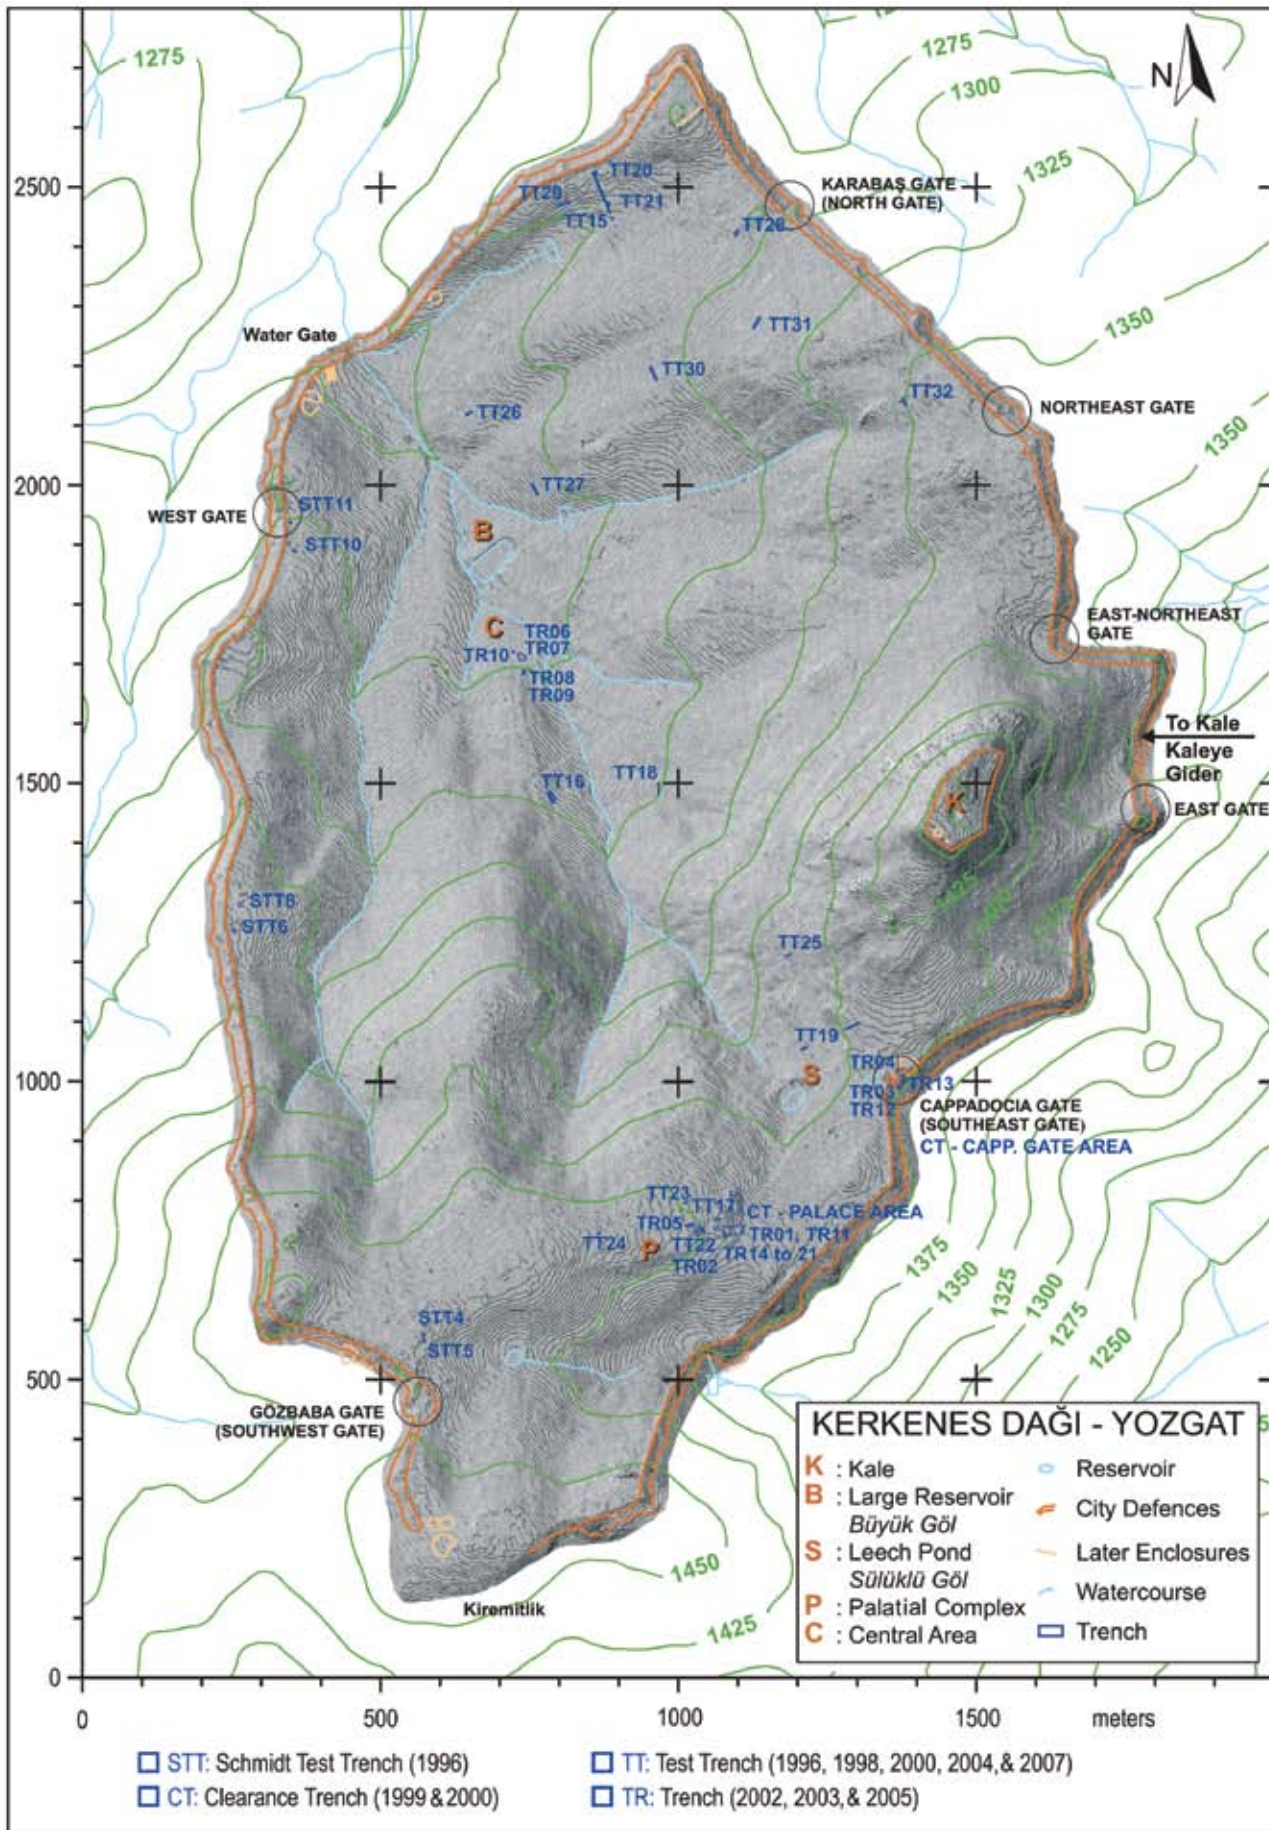 1275
1275
N
1300
1325
2500
TT20
TT29
TT21
TT15
KARABAŞ GATE
(NORTH GATE)
TT28
1350
Water Gate
TT31
TT30
TT32
TT26
NORTHEAST GATE
1350
2000
TT27
WEST GATE
STT11
B
STT10
C
TR06
TR10
TR07
TR08
TR09
EAST-NORTHEAST
GATE
To Kale
Kaleye
Gider
1500
TT16
TT18
K
EAST GATE
1425
STT8
STT6
TT25
TT19
1000
S
TR04
TR03
TR13
TR12
CAPPADOCIA GATE
(SOUTHEAST GATE)
CT - CAPP. GATE AREA
TT23
TT17
CT - PALACE AREA
TR05
TR01, TR11
TT24
P
TT22
TR14 to 21
TR02
1375
1350
1325
1300
1275
1250
STT4
STT5
500
GÖZBABA GATE
(SOUTHWEST GATE)
1450
1425
Kiremitlik
KERKENES DAĞI - YOZGAT
K : Kale
B : Large Reservoir
Büyük Göl
S : Leech Pond
Sülüklü Göl
P : Palatial Complex
C : Central Area
Reservoir
City Defences
Later Enclosures
Watercourse
Trench
0
0 500 1000 1500 meters
STT: Schmidt Test Trench (1996)
CT: Clearance Trench (1999 & 2000)
TT: Test Trench (1996, 1998, 2000, 2004, & 2007)
TR: Trench (2002, 2003, & 2005)